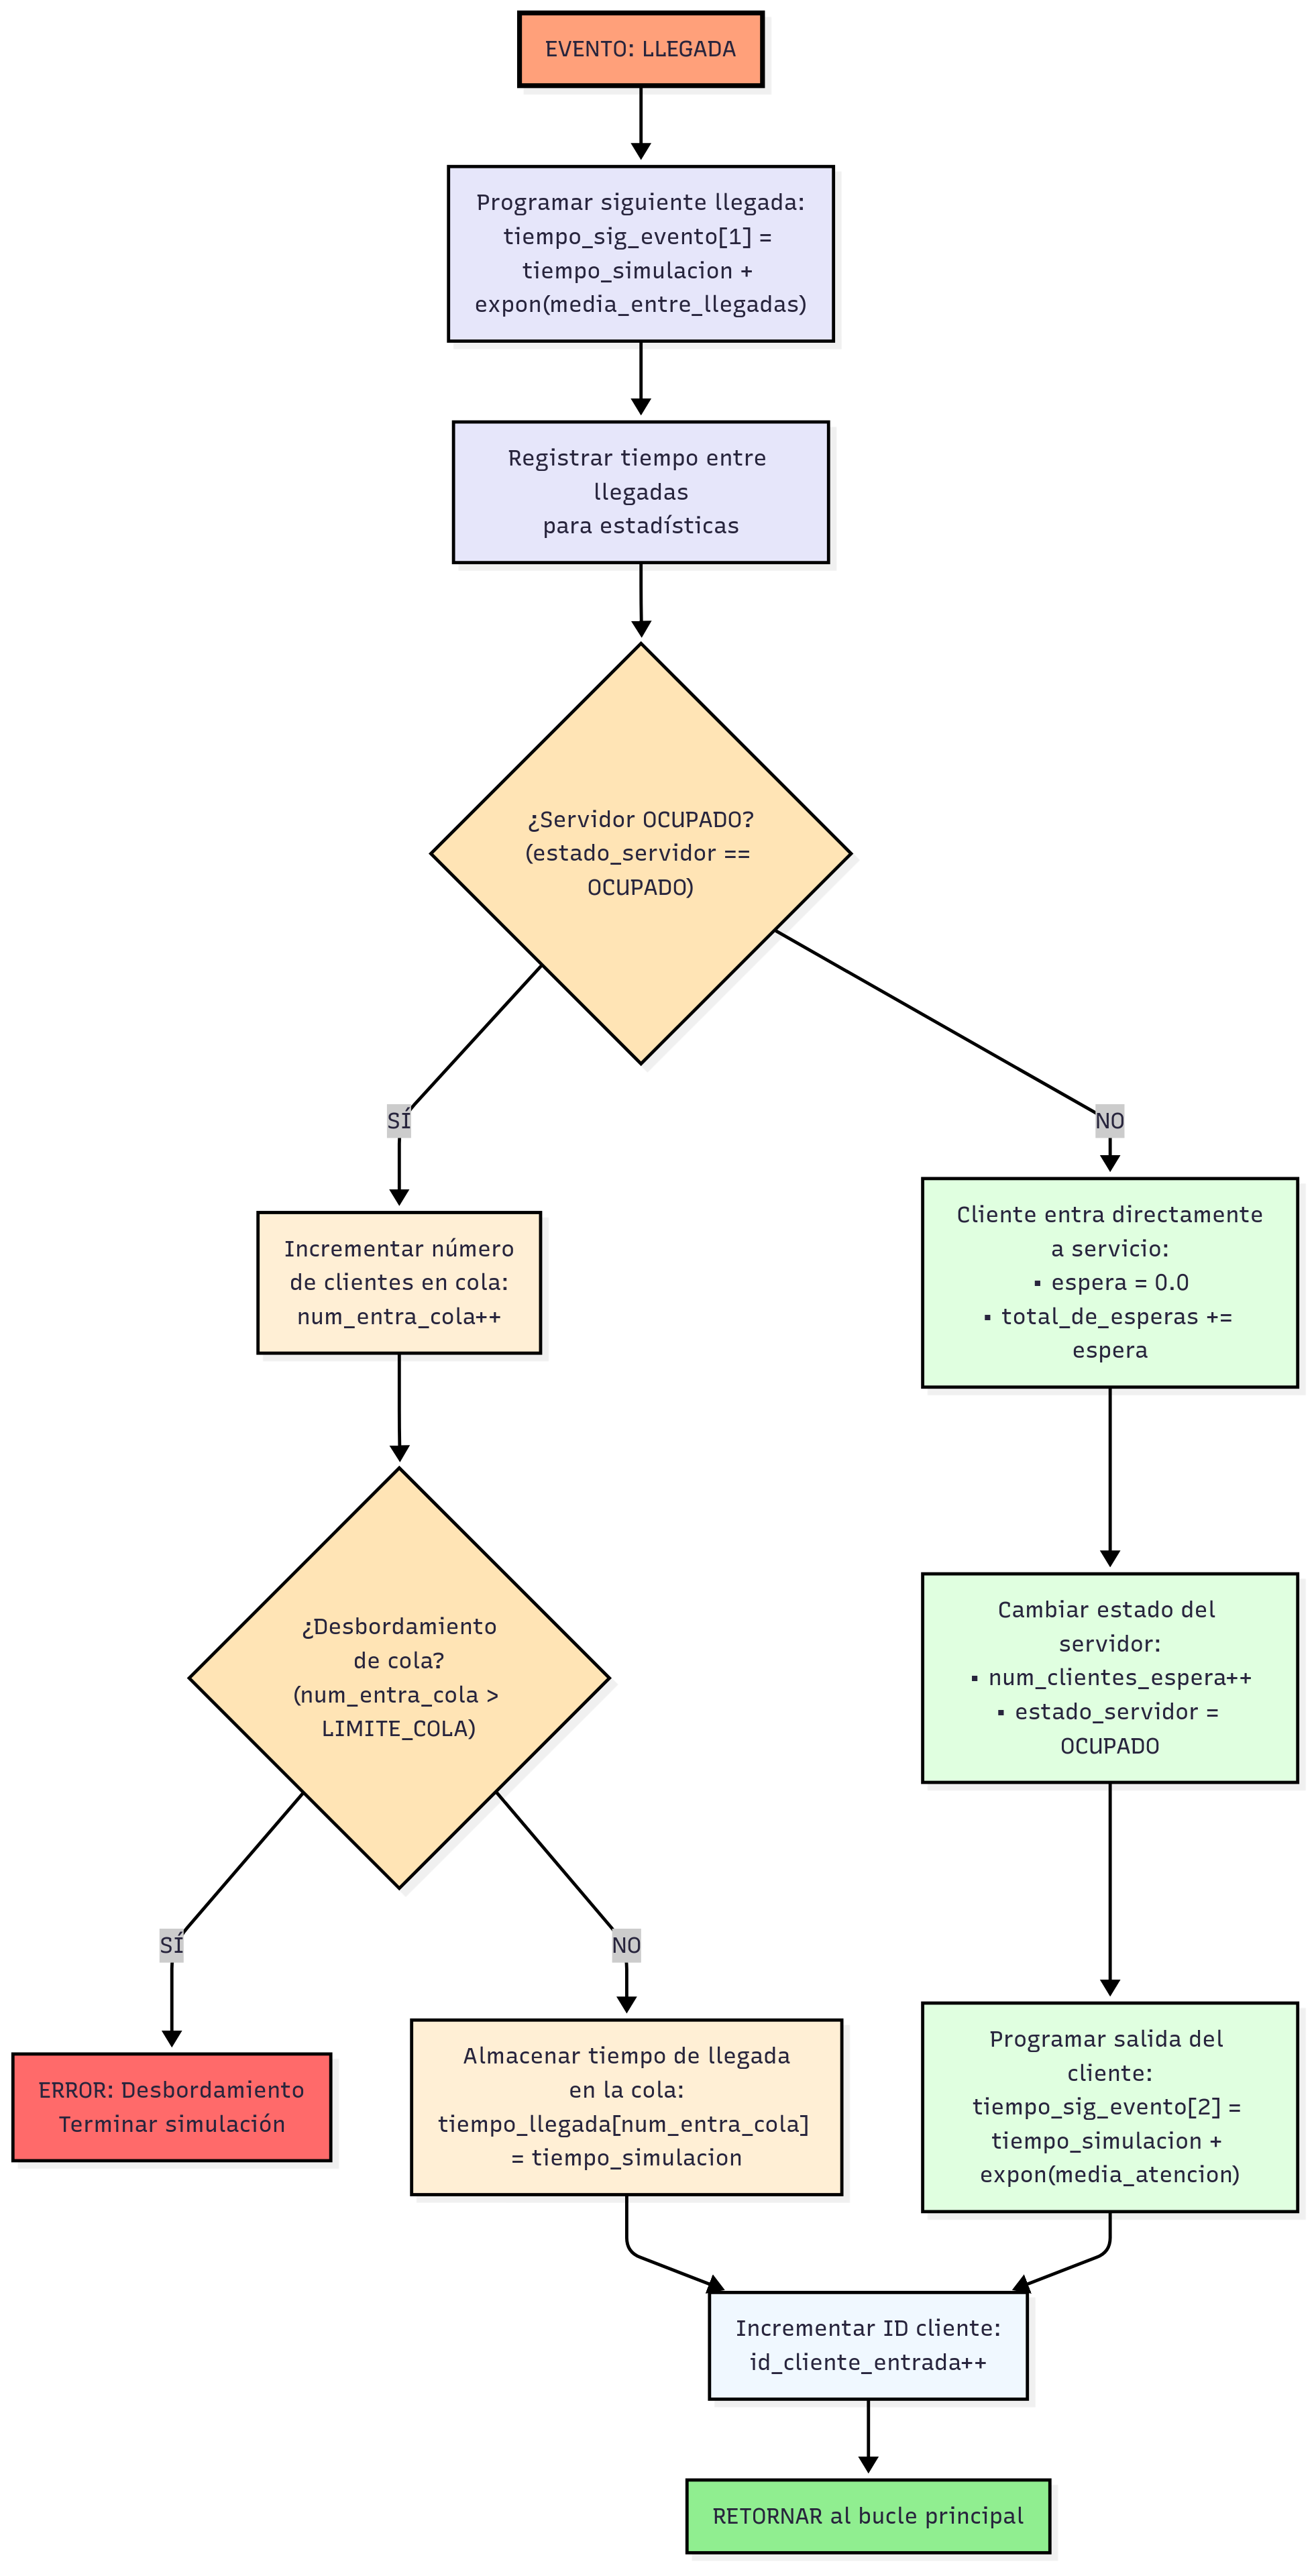 EVENTO: LLEGADA
Programar siguiente llegada:
tiempo_sig_evento[1] =
tiempo_simulacion +
expon(media_entre_llegadas)
Registrar tiempo entre
llegadas
para estadísticas
¿Servidor OCUPADO?
(estado_servidor ==
OCUPADO)
SÍ
NO
Incrementar número
de clientes en cola:
num_entra_cola++
Cliente entra directamente
a servicio:
▪ espera = 0.0
▪ total_de_esperas +=
espera
¿Desbordamiento
de cola?
(num_entra_cola >
LIMITE_COLA)
Cambiar estado del
servidor:
▪ num_clientes_espera++
▪ estado_servidor =
OCUPADO
SÍ
NO
ERROR: Desbordamiento
Terminar simulación
Almacenar tiempo de llegada
en la cola:
tiempo_llegada[num_entra_cola]
= tiempo_simulacion
Programar salida del
cliente:
tiempo_sig_evento[2] =
tiempo_simulacion +
expon(media_atencion)
Incrementar ID cliente:
id_cliente_entrada++
RETORNAR al bucle principal